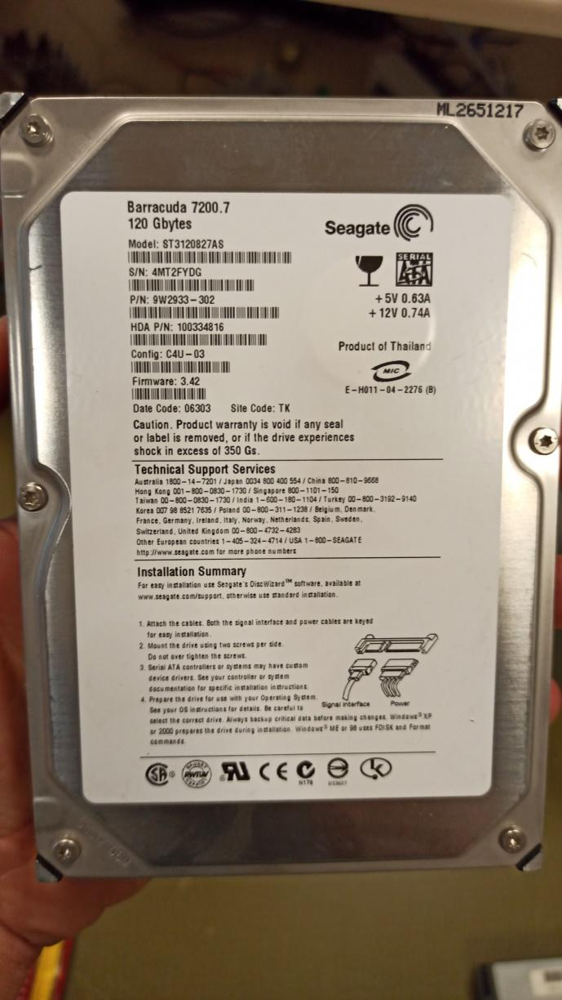 ML2651217
Barracuda 7200.7
120 Gbytes
Seagate
Model: ST3120827AS
S/N: 4MT2FYDG
SERIAL
ATA
P/N: 9W2933-302
+5V 0.63A
+12V 0.74A
HDA P/N: 100334816
Product of Thailand
Config: C4U-03
MIC
Firmware: 3.42
E-H011-04-2276 (B)
Date Code: 06303 Site Code: TK
Caution. Product warranty is void if any seal
or label is removed, or if the drive experiences
shock in excess of 350 Gs.
Technical Support Services
Australia 1800-14-7201 / Japan 0034 800 400 554 / China 800-810-9668
Hong Kong 001-800-0830-1730 / Singapore 800-1101-150
Taiwan 00-800-0830-1730 / India 1-600-180-1104 / Turkey 00-800-3192-9140
Korea 007 98 8521 7635 / Poland 00-800-311-1238 / Belgium, Denmark,
France, Germany, Ireland, Italy, Norway, Netherlands, Spain, Sweden,
Switzerland, United Kingdom 00-800-4732-4283
Other European countries 1-405-324-4714 / USA 1-800-SEAGATE
http://www.seagate.com for more phone numbers
Installation Summary
For easy installation use Seagate's DiscWizard™ software, available at
www.seagate.com/support, otherwise use standard installation.
1. Attach the cables. Both the signal interface and power cables are keyed
for easy installation.
2. Mount the drive using two screws per side.
Do not over tighten the screws.
3. Serial ATA controllers or systems may have custom
device drivers. See your controller or system
documentation for specific installation instructions.
4. Prepare the drive for use with your Operating System.
See your OS instructions for details. Be careful to
select the correct drive. Always backup critical data before making changes. Windows® XP
or 2000 prepares the drive during installation. Windows® ME or 98 uses FDISK and Format
commands.
Signal Interface Power
N176